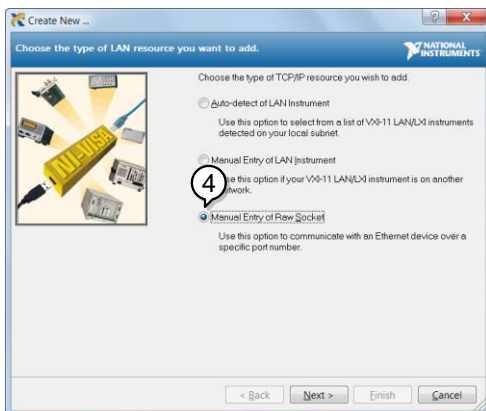 Create New ...
Choose the type of LAN resource you want to add.
NATIONAL
INSTRUMENTS
Choose the type of TCP/IP resource you wish to add.
Auto-detect of LAN Instrument
Use this option to select from a list of VXI-11 LAN/LXI instruments
detected on your local subnet.
Manual Entry of LAN Instrument
this option if your VXI-11 LAN/LXI instrument is on another
4
Manual Entry of Raw Socket
Use this option to communicate with an Ethernet device over a
specific port number.
NI-VISA
< Back
Next >
Finish
Cancel